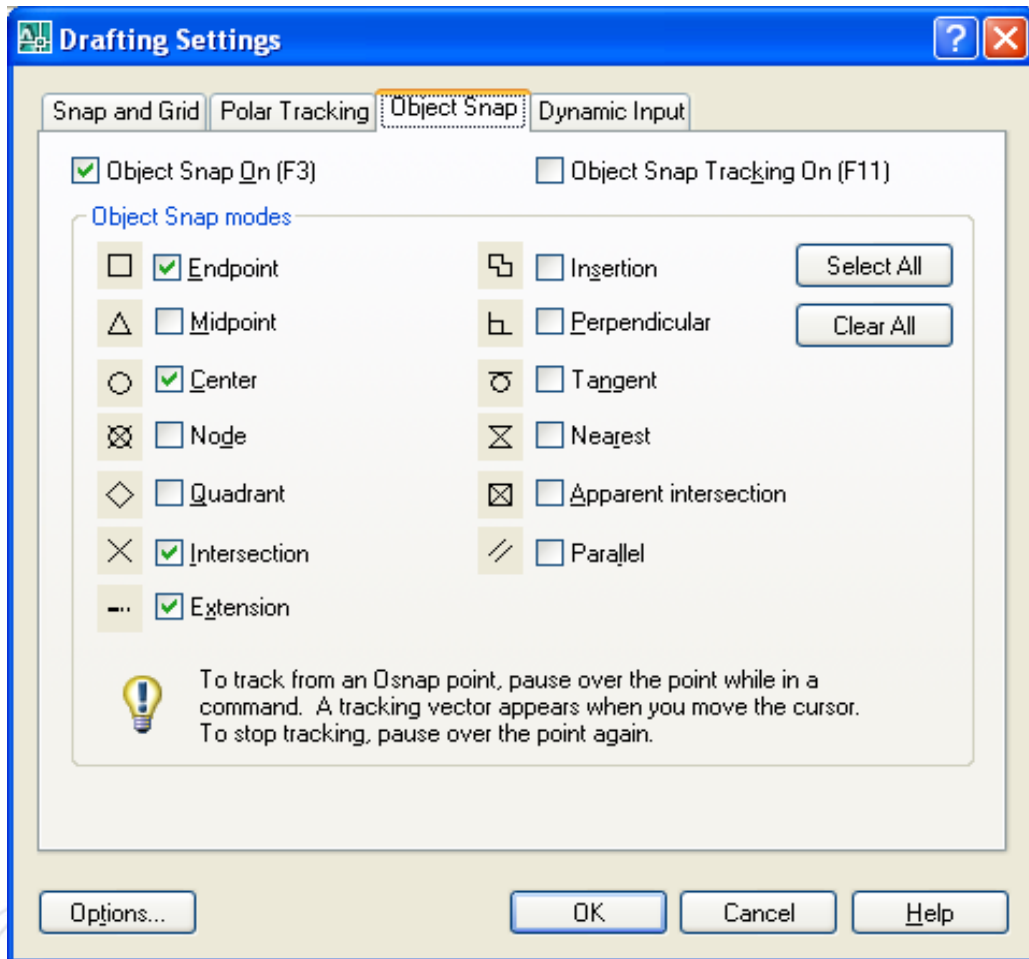 Drafting Settings
Snap and Grid Polar Tracking Object Snap Dynamic Input
Object Snap On (F3) Object Snap Tracking On (F11)
Object Snap modes
Endpoint Insertion Select All
Midpoint Perpendicular Clear All
Center Tangent
Node Nearest
Quadrant Apparent intersection
Intersection Parallel
Extension
To track from an Osnap point, pause over the point while in a
command. A tracking vector appears when you move the cursor.
To stop tracking, pause over the point again.
Options... OK Cancel Help